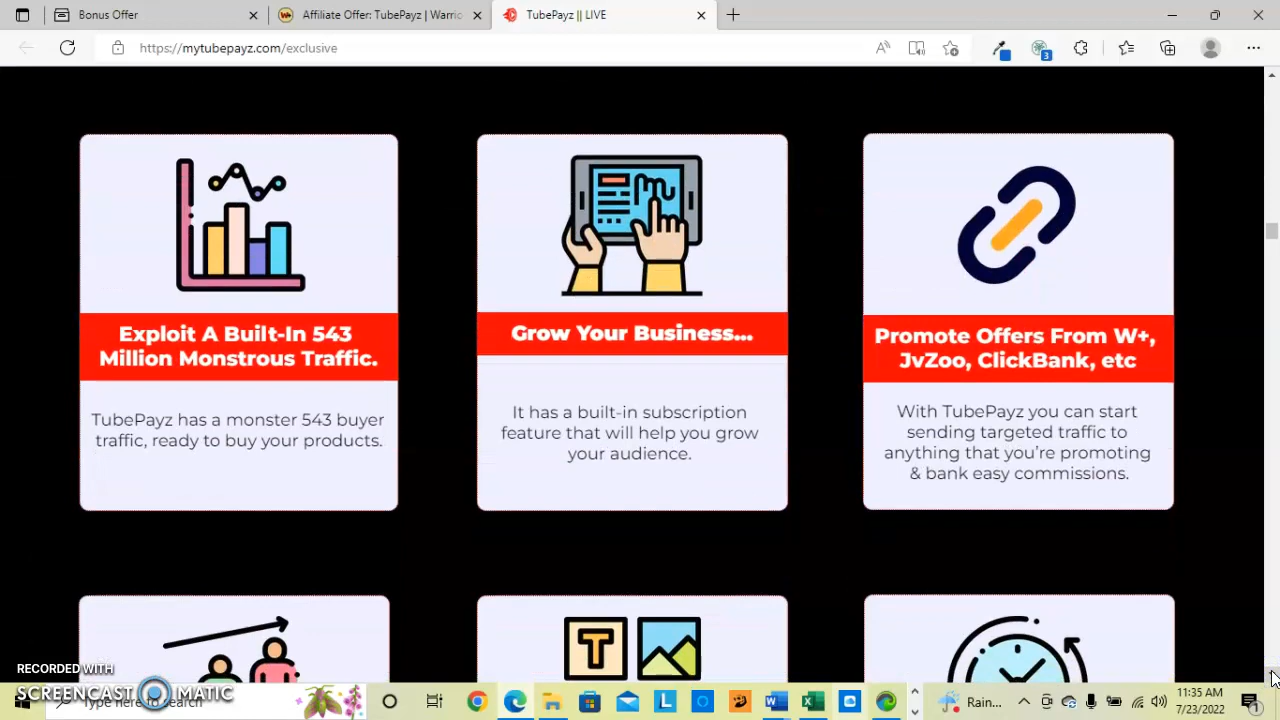 Bonus Offer
Affiliate Offer: TubePayz | Warrio
TubePayz || LIVE
https://mytubepayz.com/exclusive
A
3
Exploit A Built-In 543
Million Monstrous Traffic.
TubePayz has a monster 543 buyer
traffic, ready to buy your products.
Grow Your Business...
It has a built-in subscription
feature that will help you grow
your audience.
Promote Offers From W+,
JvZoo, ClickBank, etc
With TubePayz you can start
sending targeted traffic to
anything that you're promoting
& bank easy commissions.
T
RECORDED WITH
SCREENCAST MATIC
Type here to search
L
W
X
Rain...
11:35 AM
7/23/2022
1